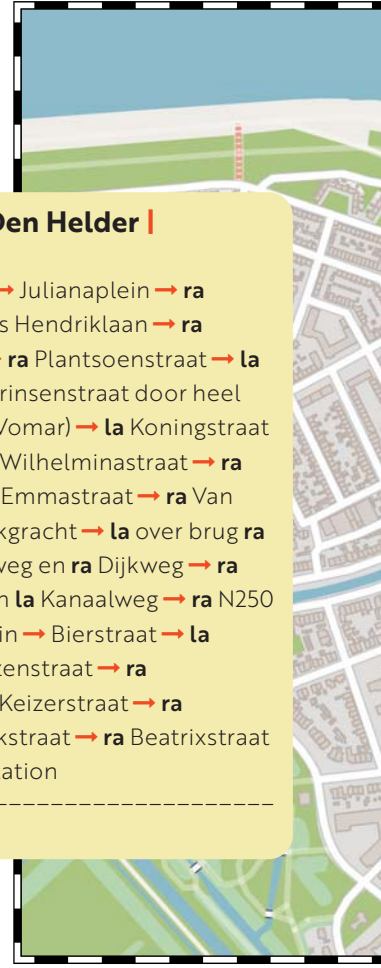 Den Helder |
→ Julianaplein → ra
s Hendriklaan → ra
ra Plantsoenstraat → la
rinsenstraat door heel
Vomar) → la Koningstraat
Wilhelminastraat → ra
Emmastraat → ra Van
kgracht → la over brug ra
weg en ra Dijkweg → ra
n la Kanaalweg → ra N250
in → Bierstraat → la
enstraat → ra
Keizerstraat → ra
kstraat → ra Beatrixstraat
ation